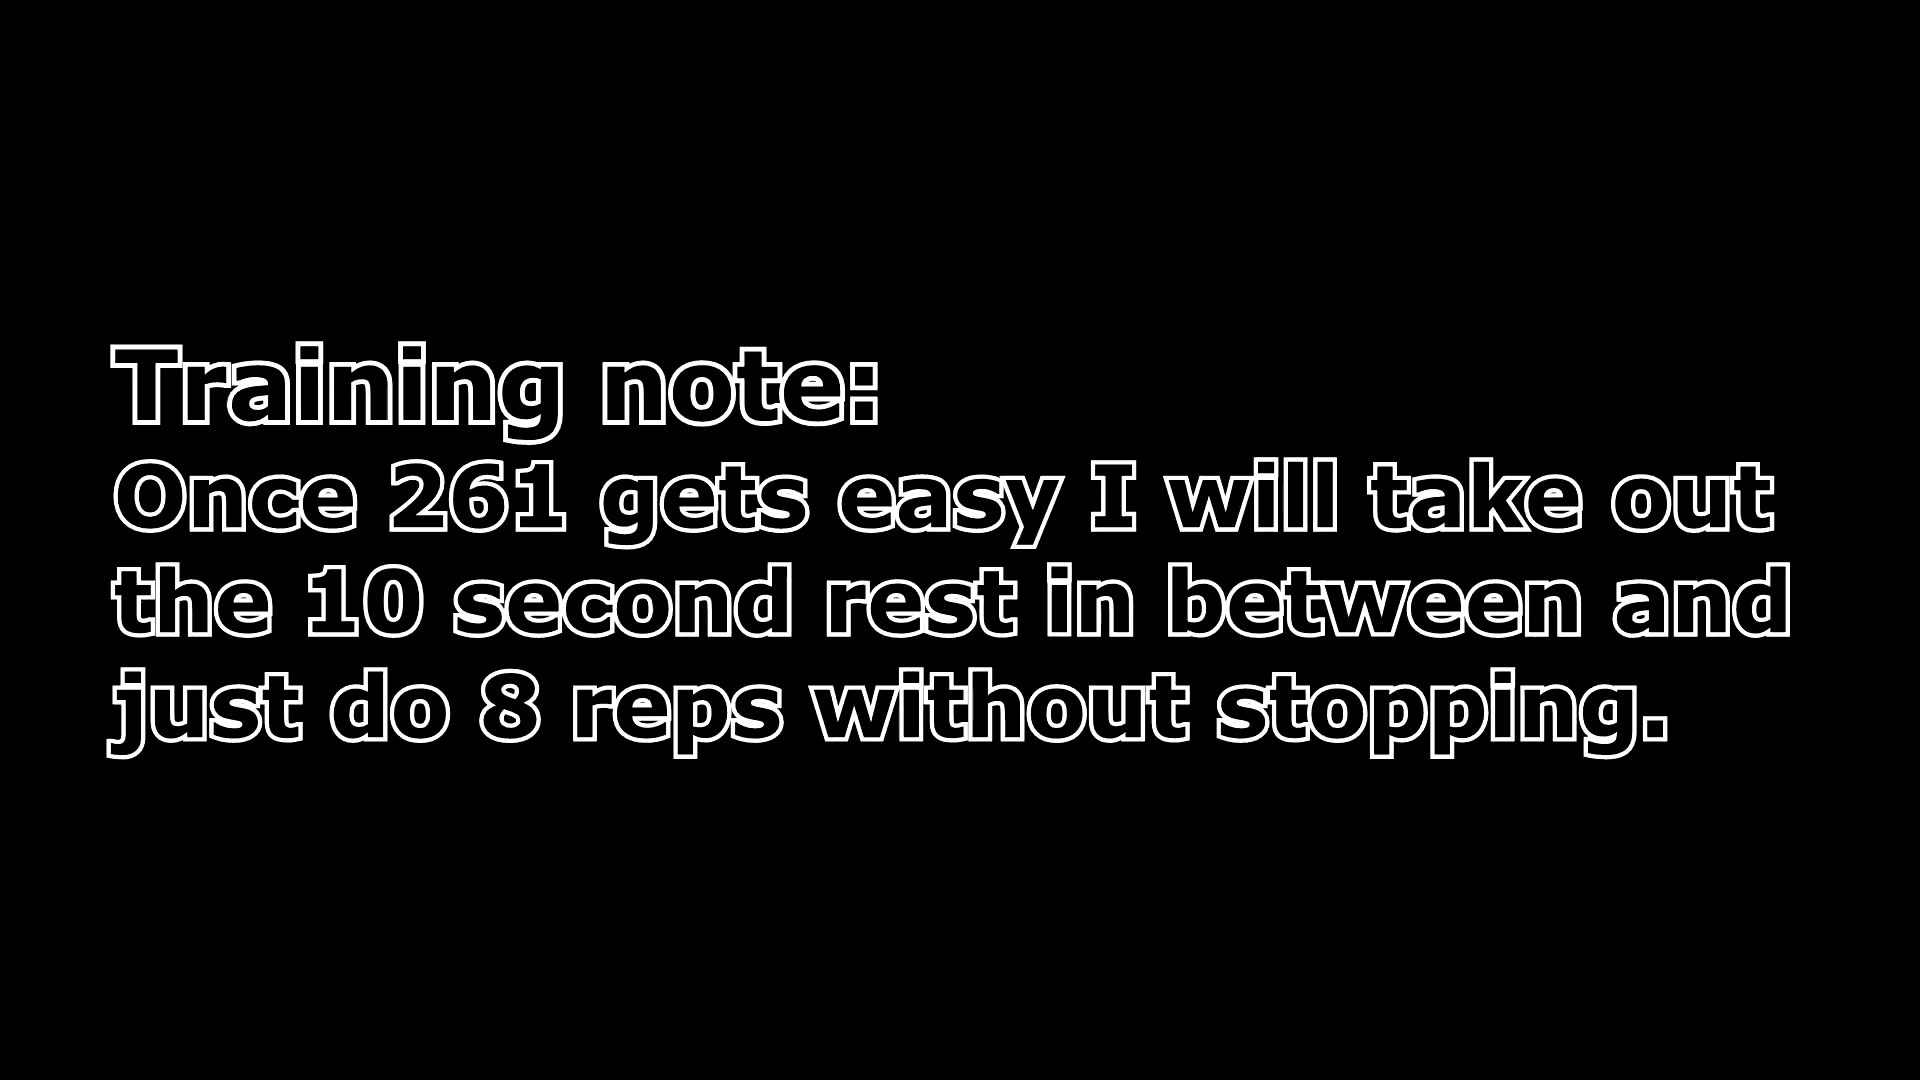 Training note:
Once 261 gets easy I will take out
the 10 second rest in between and
just do 8 reps without stopping.